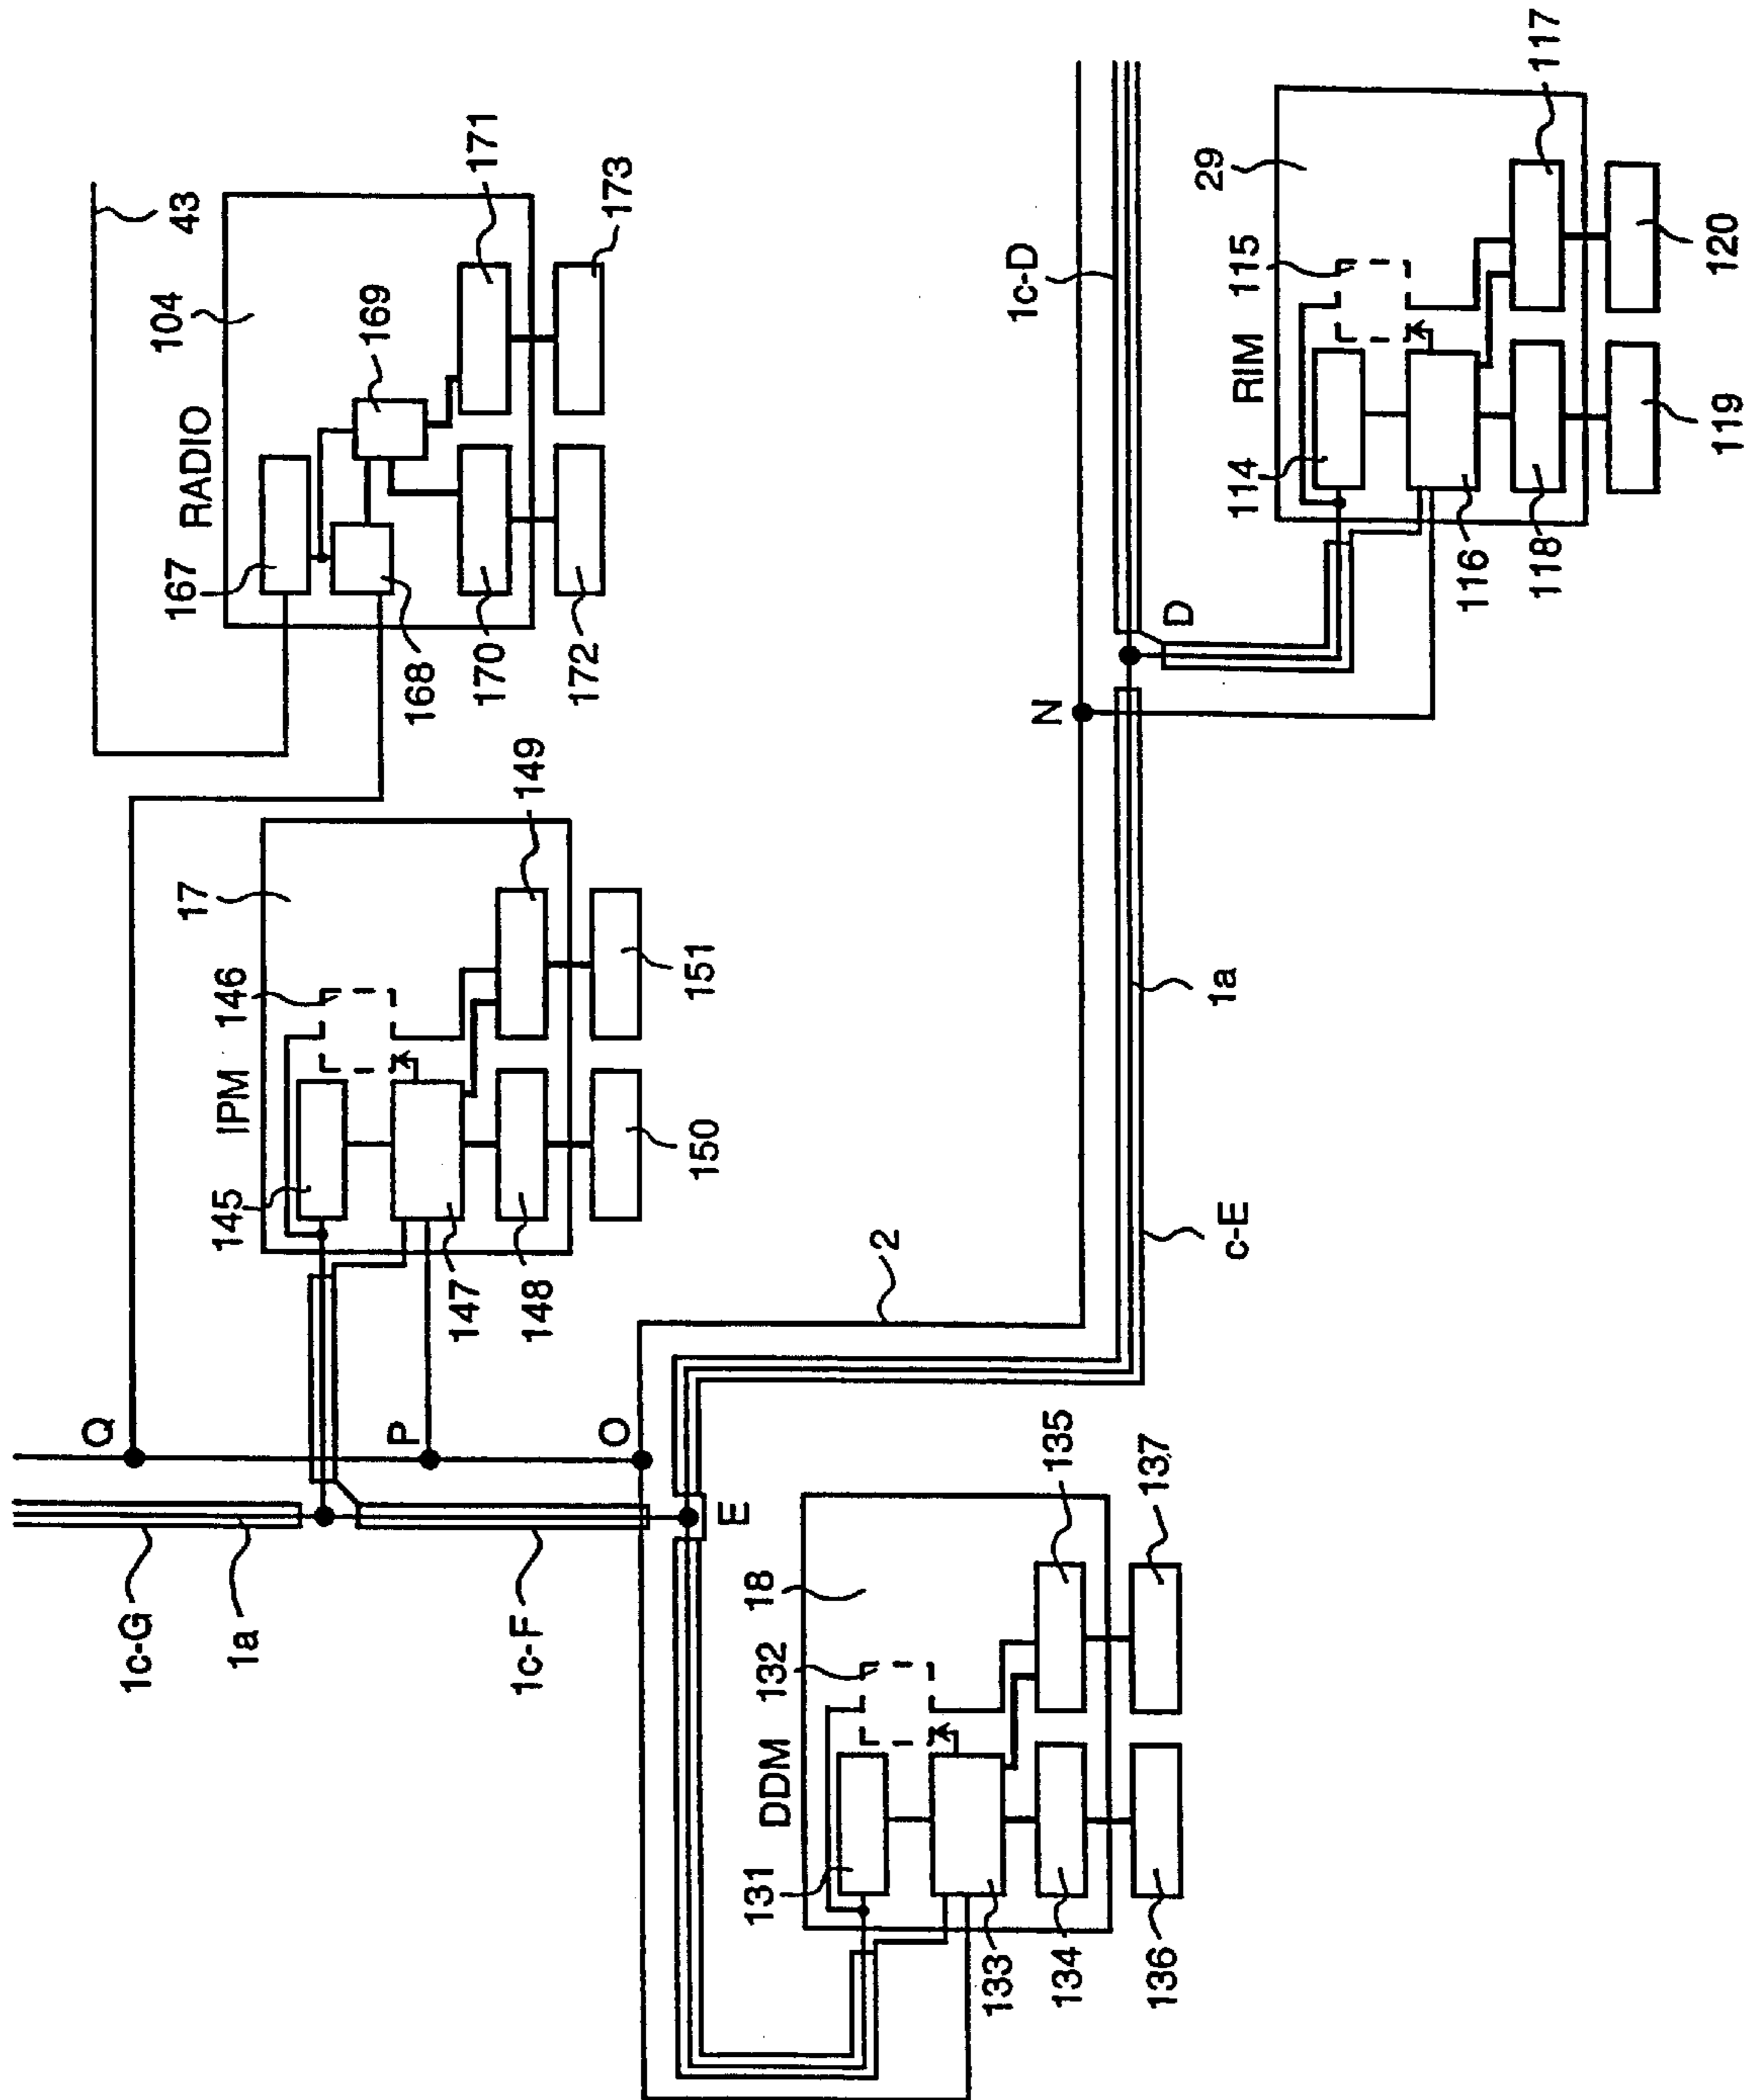 43
104
RADIO
167
169
171
168
170
172
173
17
IPM
146
145
147
148
149
150
151
Q
P
O
1c-G
1a
1c-F
E
2
18
DDM
132
131
133
134
135
136
137
1c-D
N
D
1a
c-E
29
RIM
115
114
116
118
117
119
120